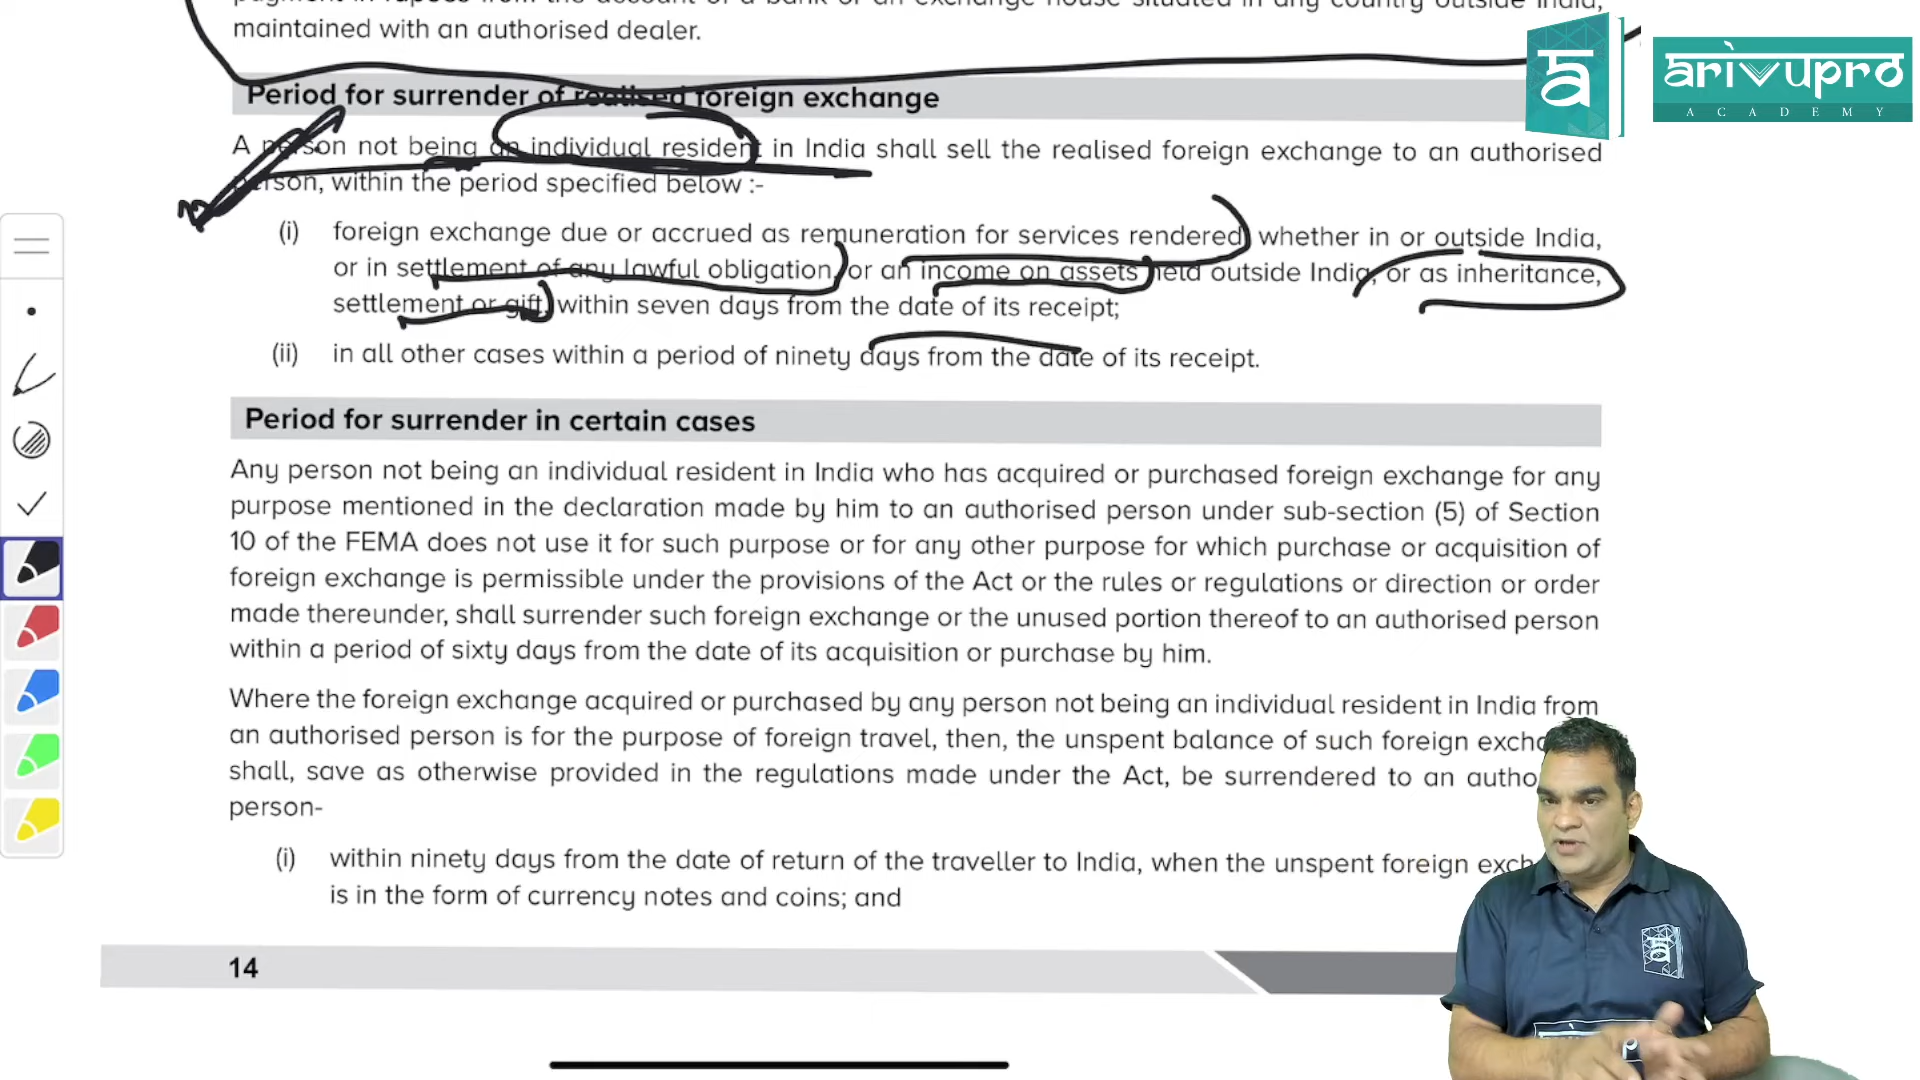 maintained with an authorised dealer.
arivupro
ACADEMY
Period for surrender of realised foreign exchange
A person not being an individual resident in India shall sell the realised foreign exchange to an authorised
person, within the period specified below :-
(i) foreign exchange due or accrued as remuneration for services rendered, whether in or outside India,
or in settlement of any lawful obligation, or an income on assets held outside India, or as inheritance,
settlement or gift, within seven days from the date of its receipt;
(ii) in all other cases within a period of ninety days from the date of its receipt.
Period for surrender in certain cases
Any person not being an individual resident in India who has acquired or purchased foreign exchange for any
purpose mentioned in the declaration made by him to an authorised person under sub-section (5) of Section
10 of the FEMA does not use it for such purpose or for any other purpose for which purchase or acquisition of
foreign exchange is permissible under the provisions of the Act or the rules or regulations or direction or order
made thereunder, shall surrender such foreign exchange or the unused portion thereof to an authorised person
within a period of sixty days from the date of its acquisition or purchase by him.
Where the foreign exchange acquired or purchased by any person not being an individual resident in India from
an authorised person is for the purpose of foreign travel, then, the unspent balance of such foreign
shall, save as otherwise provided in the regulations made under the Act, be surrendered to an
person-
(i) within ninety days from the date of return of the traveller to India, when the unspent foreign
is in the form of currency notes and coins; and
14